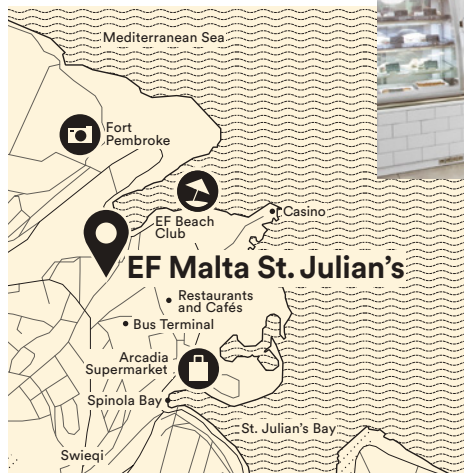 Mediterranean Sea
Fort
Pembroke
EF Beach
Club
Casino
EF Malta St. Julian's
Restaurants
and Cafés
Bus Terminal
Arcadia
Supermarket
Spinola Bay
St. Julian's Bay
Swieqi